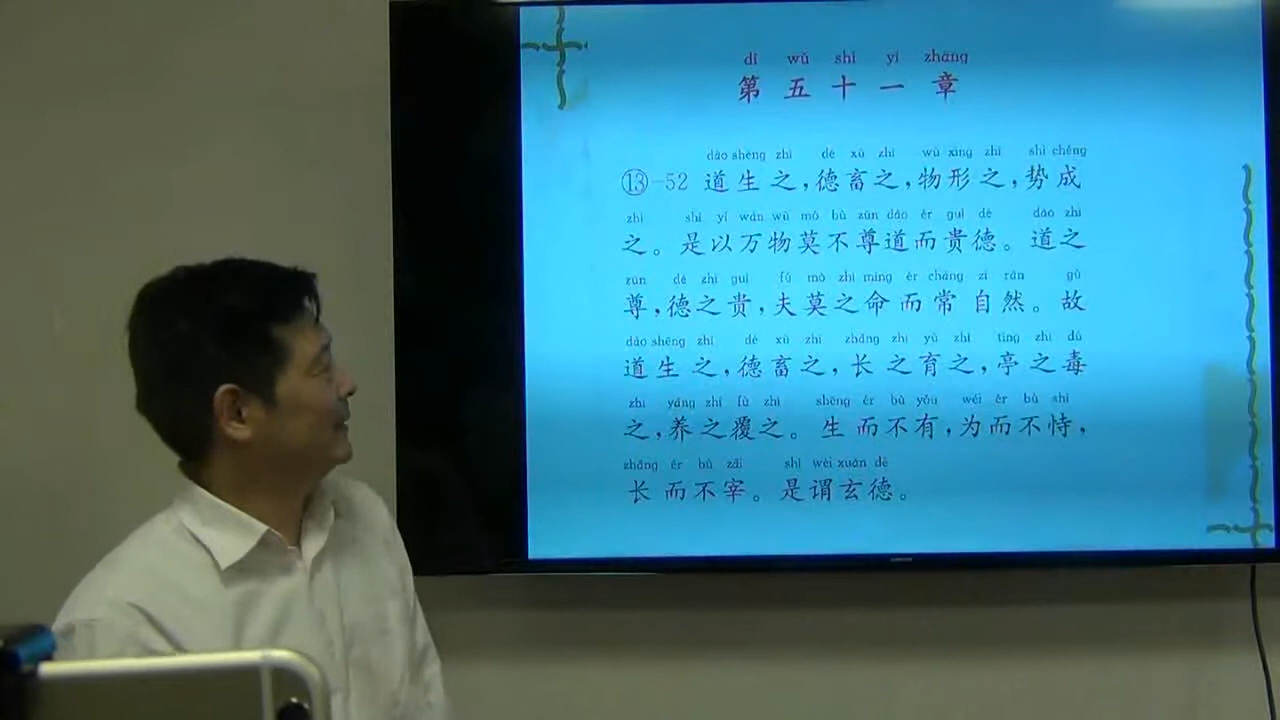 dì wǔ shí yī zhāng
第五十一章
dào shēng zhī dé xù zhī wù xíng zhī shì chéng
⑬-52 道生之，德畜之，物形之，势成
zhī shì yǐ wàn wù mò bù zūn dào ér guì dé dào zhī
之。是以万物莫不尊道而贵德。道之
zūn dé zhī guì fú mò zhī mìng ér cháng zì rán gù
尊，德之贵，夫莫之命而常自然。故
dào shēng zhī dé xù zhī zhǎng zhī yù zhī tíng zhī dú
道生之，德畜之，长之育之，亭之毒
zhī yǎng zhī fù zhī shēng ér bù yǒu wéi ér bù shì
之，养之覆之。生而不有，为而不恃，
zhǎng ér bù zǎi shì wèi xuán dé
长而不宰。是谓玄德。